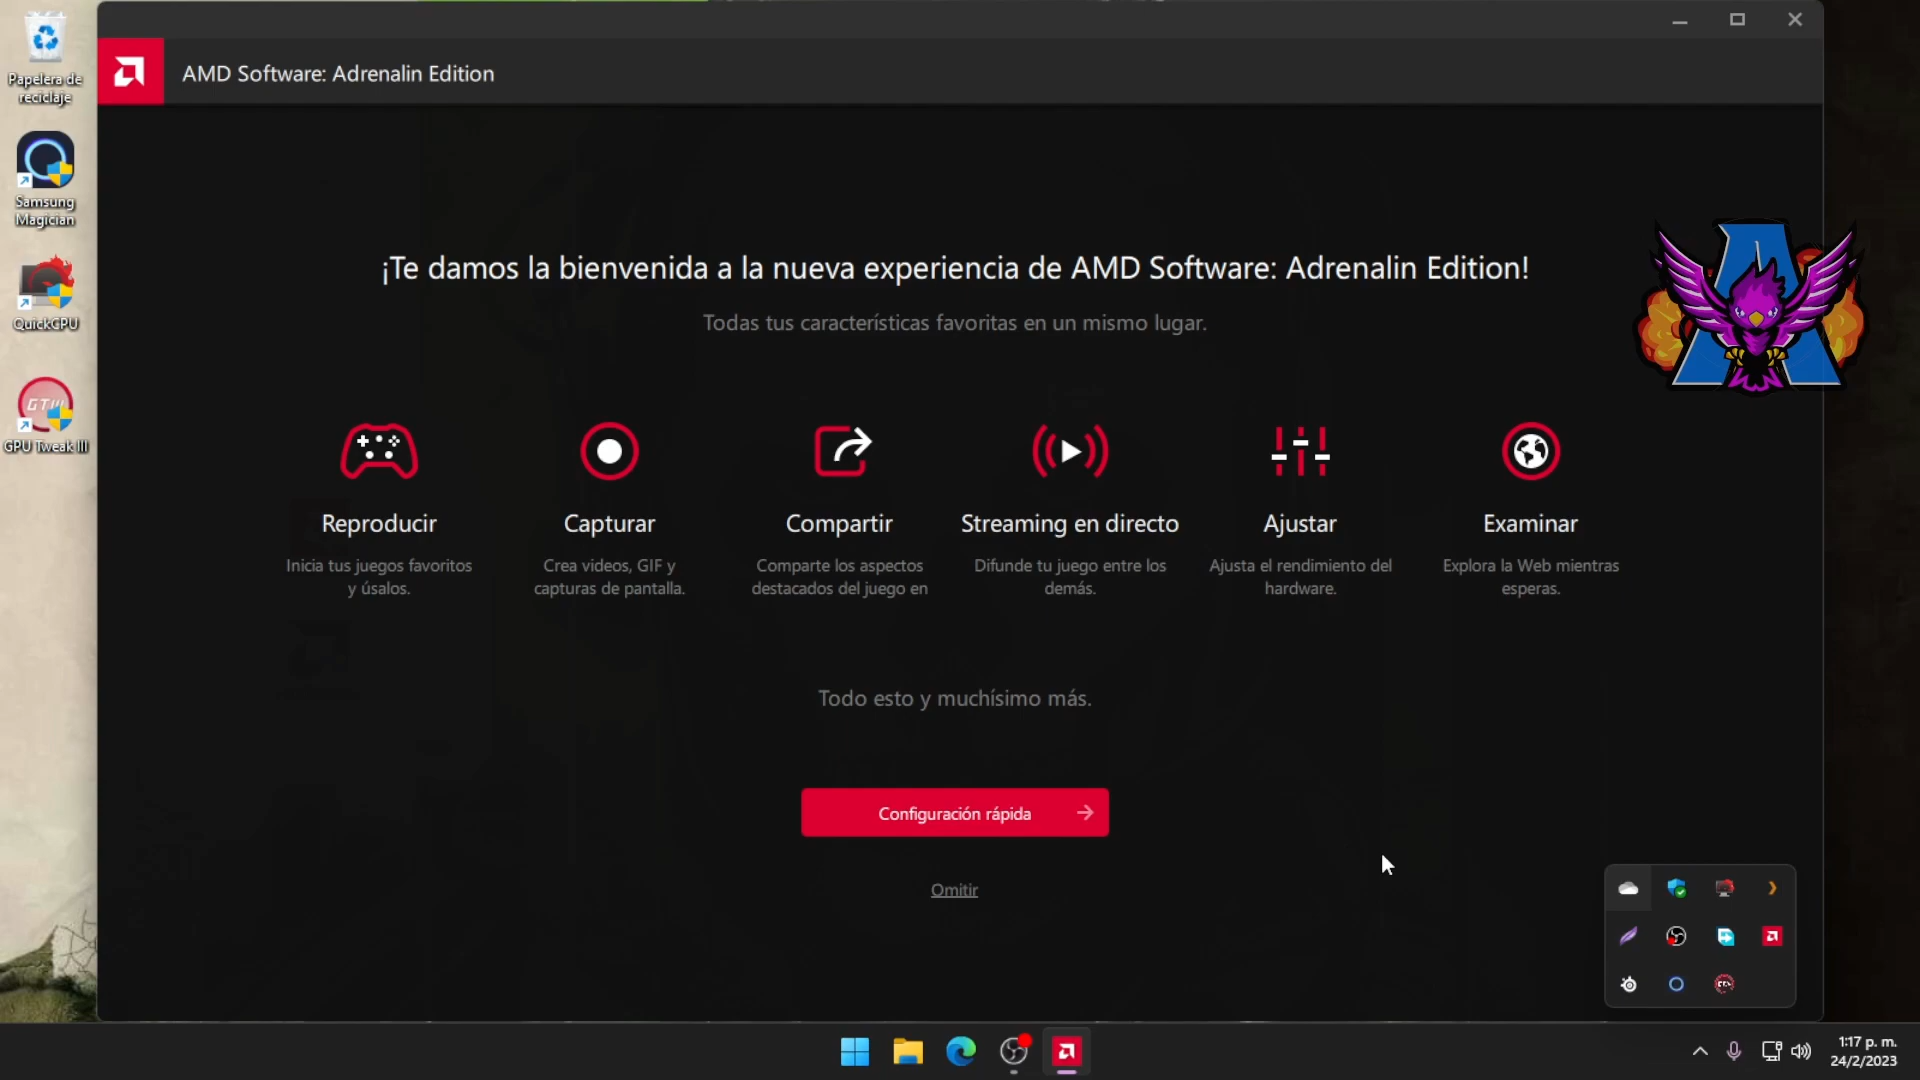 Papelera de
reciclaje
Samsung
Magician
QuickCPU
GTIII
GPU Tweak III
AMD Software: Adrenalin Edition
¡Te damos la bienvenida a la nueva experiencia de AMD Software: Adrenalin Edition!
Todas tus características favoritas en un mismo lugar.
Reproducir
Inicia tus juegos favoritos
y úsalos.
Capturar
Crea videos, GIF y
capturas de pantalla.
Compartir
Comparte los aspectos
destacados del juego en
Streaming en directo
Difunde tu juego entre los
demás.
Ajustar
Ajusta el rendimiento del
hardware.
Examinar
Explora la Web mientras
esperas.
Todo esto y muchísimo más.
Configuración rápida
Omitir
1:17 p. m.
24/2/2023